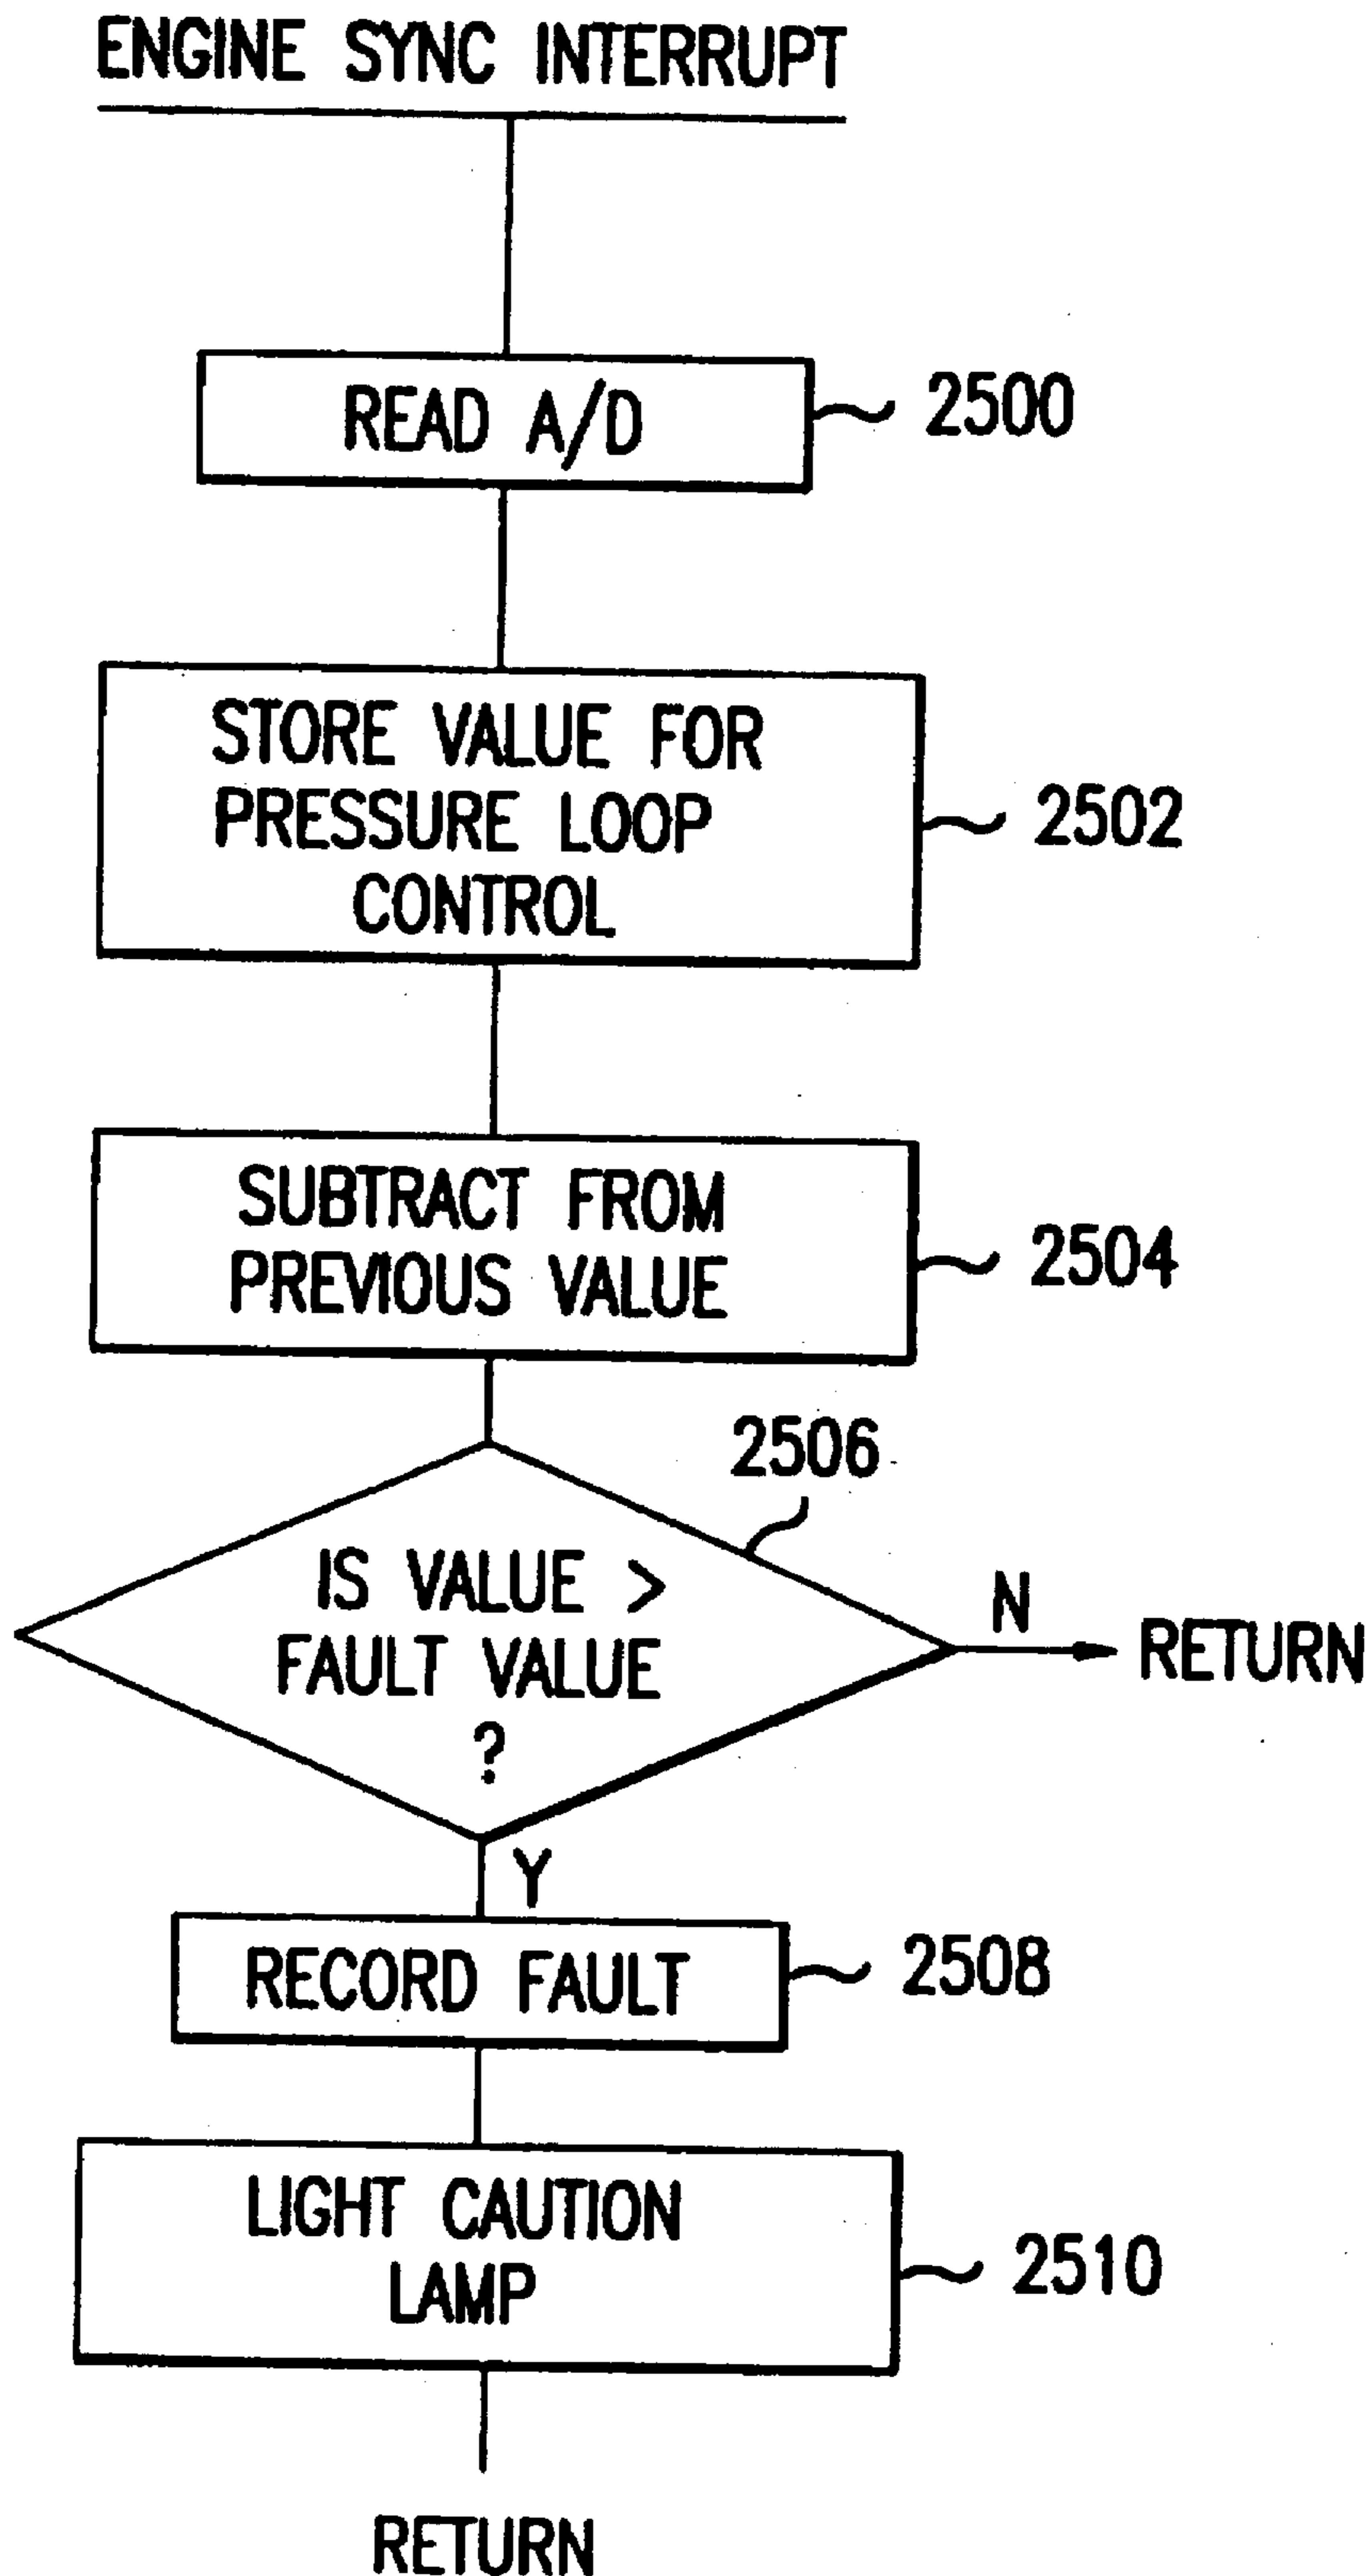 ENGINE SYNC INTERRUPT
READ A/D
2500
STORE VALUE FOR
PRESSURE LOOP
CONTROL
2502
SUBTRACT FROM
PREVIOUS VALUE
2504
2506
IS VALUE >
FAULT VALUE
?
N
RETURN
Y
RECORD FAULT
2508
LIGHT CAUTION
LAMP
2510
RETURN